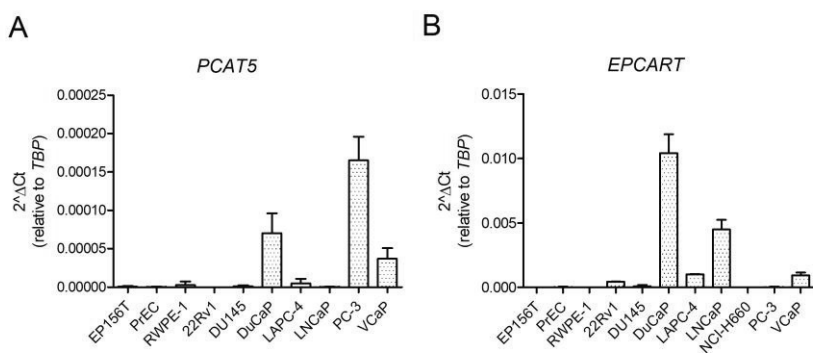 A
PCAT5
2^ΔCt
(relative to TBP)
0.00025
0.00020
0.00015
0.00010
0.00005
0.00000
EP156T
PrEC
RWPE-1
22Rv1
DU145
DuCaP
LAPC-4
LNCaP
PC-3
VCaP
B
EPCART
2^ΔCt
(relative to TBP)
0.015
0.010
0.005
0.000
EP156T
PrEC
RWPE-1
22Rv1
DU145
DuCaP
LAPC-4
LNCaP
NCI-H660
PC-3
VCaP